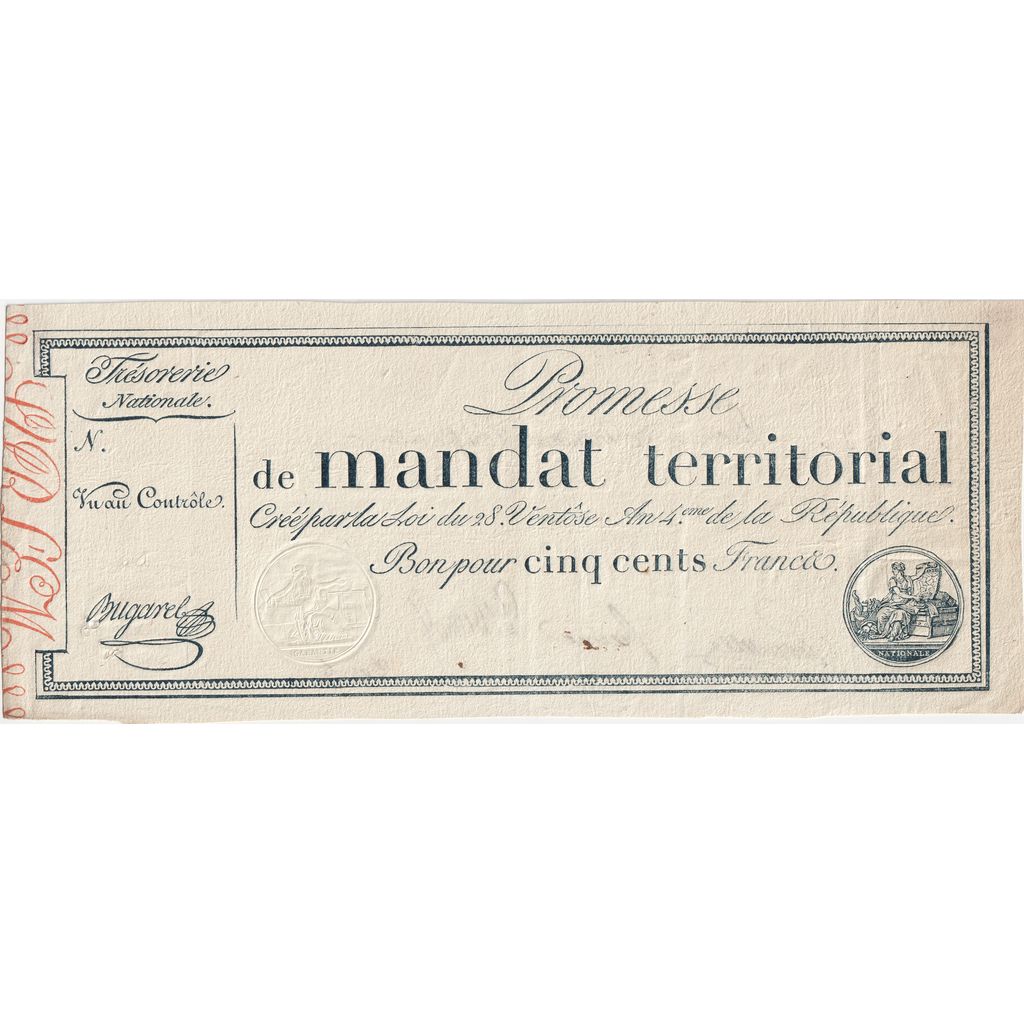 Trésorerie
Nationale.
N.
Vu au Contrôle.
Bugarel
Promesse
de mandat territorial
Créé par la Loi du 28. Ventôse An 4.eme de la République.
Bon pour cinq cents Francs.
NATIONALE